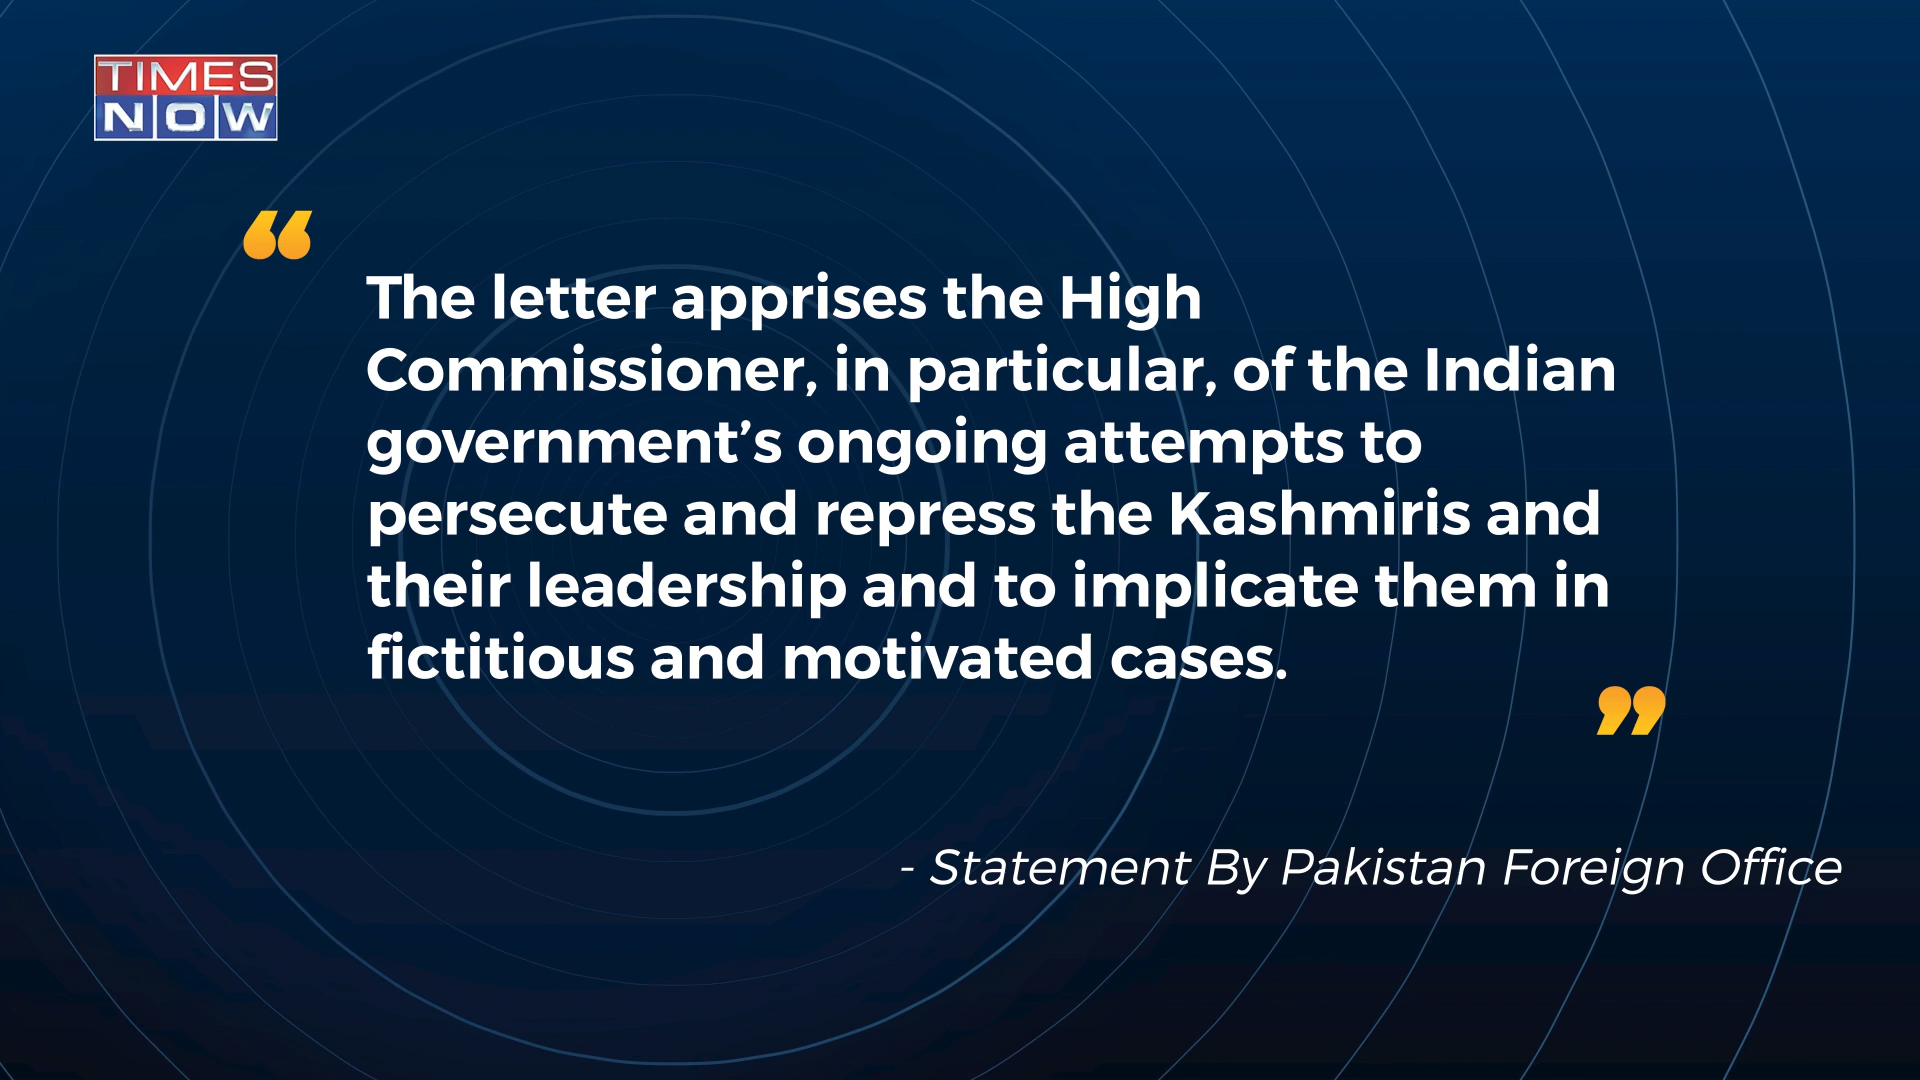 TIMES
NOW
“
The letter apprises the High
Commissioner, in particular, of the Indian
government’s ongoing attempts to
persecute and repress the Kashmiris and
their leadership and to implicate them in
fictitious and motivated cases.
”
- Statement By Pakistan Foreign Office